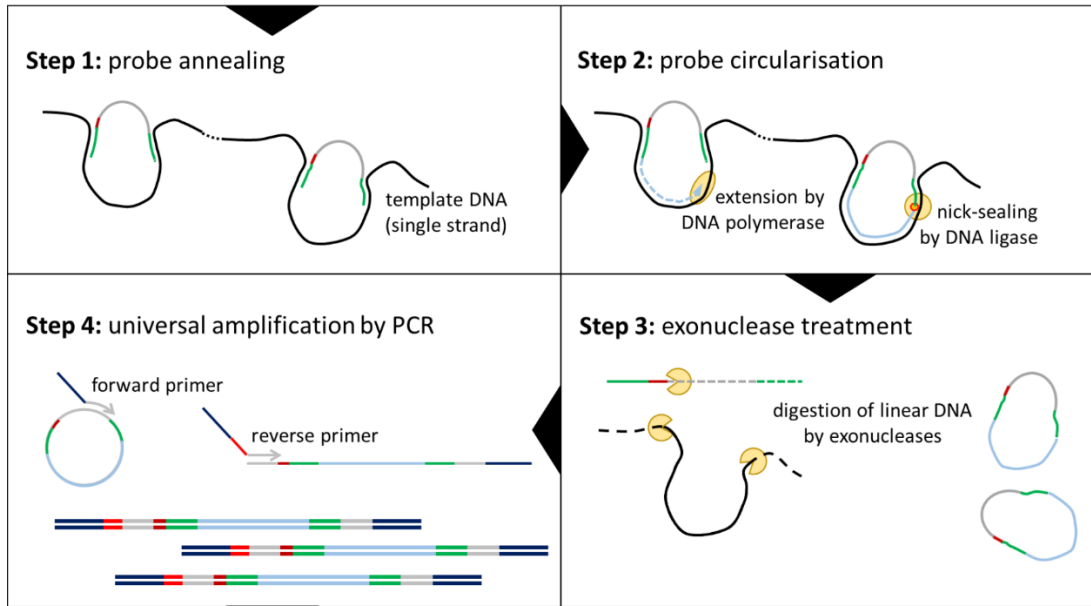 Step 1: probe annealing
template DNA
(single strand)
Step 2: probe circularisation
extension by
DNA polymerase
nick-sealing
by DNA ligase
Step 4: universal amplification by PCR
forward primer
reverse primer
Step 3: exonuclease treatment
digestion of linear DNA
by exonucleases